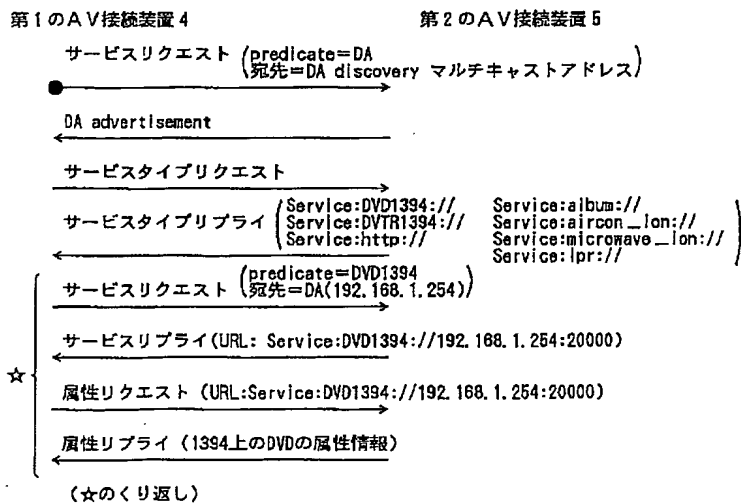 第1のAV接続装置4 第2のAV接続装置5
サービスリクエスト (predicate=DA
宛先=DA discovery マルチキャストアドレス)
DA advertisement
サービスタイプリクエスト
サービスタイプリプライ (Service:DVD1394:// Service:album://
Service:DVTR1394:// Service:aircon_lon://
Service:http:// Service:microwave_lon://
Service:lpr://)
サービスリクエスト (predicate=DVD1394
宛先=DA(192.168.1.254))
サービスリプライ(URL: Service:DVD1394://192.168.1.254:20000)
☆
属性リクエスト (URL:Service:DVD1394://192.168.1.254:20000)
属性リプライ (1394上のDVDの属性情報)
(☆のくり返し)